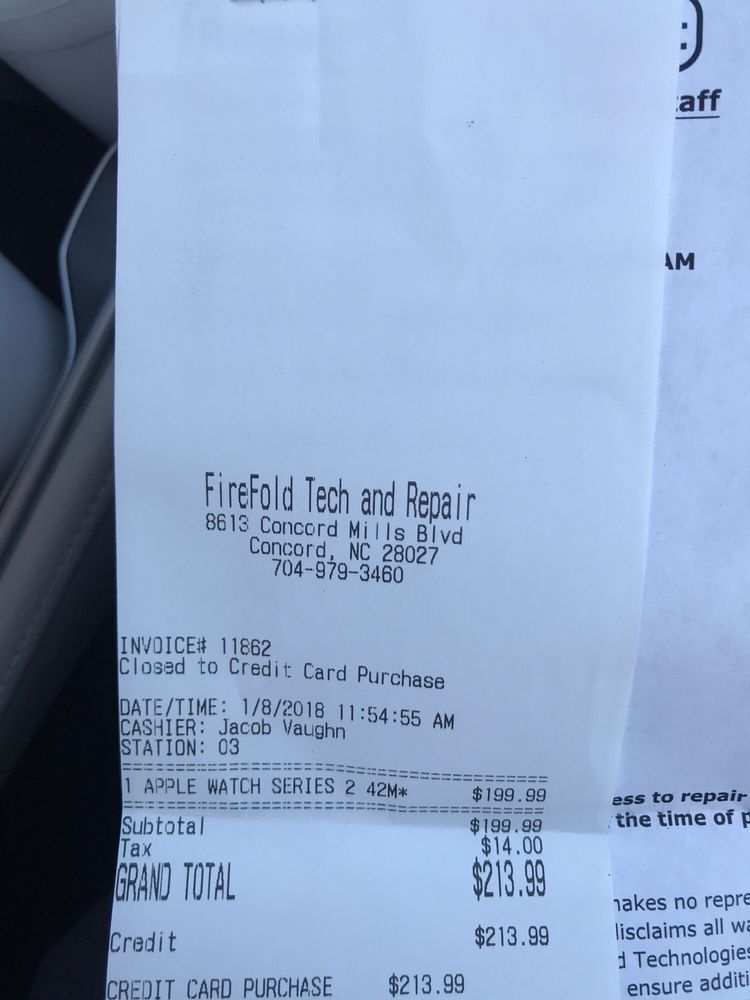 FireFold Tech and Repair
8613 Concord Mills Blvd
Concord, NC 28027
704-979-3460
INVOICE# 11862
Closed to Credit Card Purchase
DATE/TIME: 1/8/2018 11:54:55 AM
CASHIER: Jacob Vaughn
STATION: 03
1 APPLE WATCH SERIES 2 42M* $199.99
Subtotal $199.99
Tax $14.00
GRAND TOTAL $213.99
Credit $213.99
CREDIT CARD PURCHASE $213.99
aff
AM
ess to repair
the time of p
nakes no repre
disclaims all wa
d Technologies
ensure additi